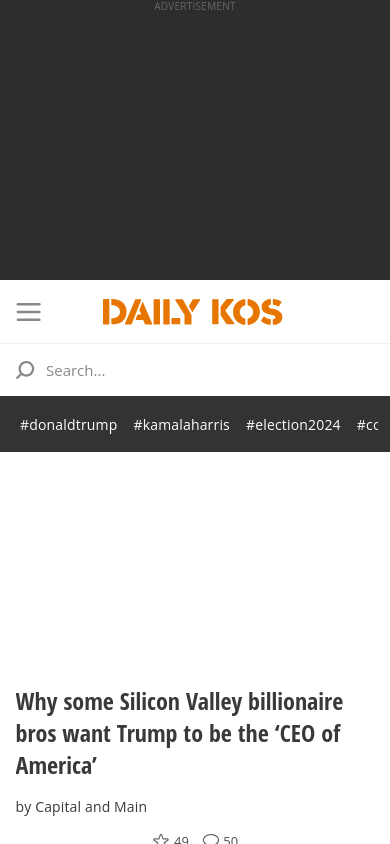 ADVERTISEMENT
DAILY KOS
Search...
#donaldtrump #kamalaharris #election2024 #co
Why some Silicon Valley billionaire
bros want Trump to be the ‘CEO of
America’
by Capital and Main
49 50